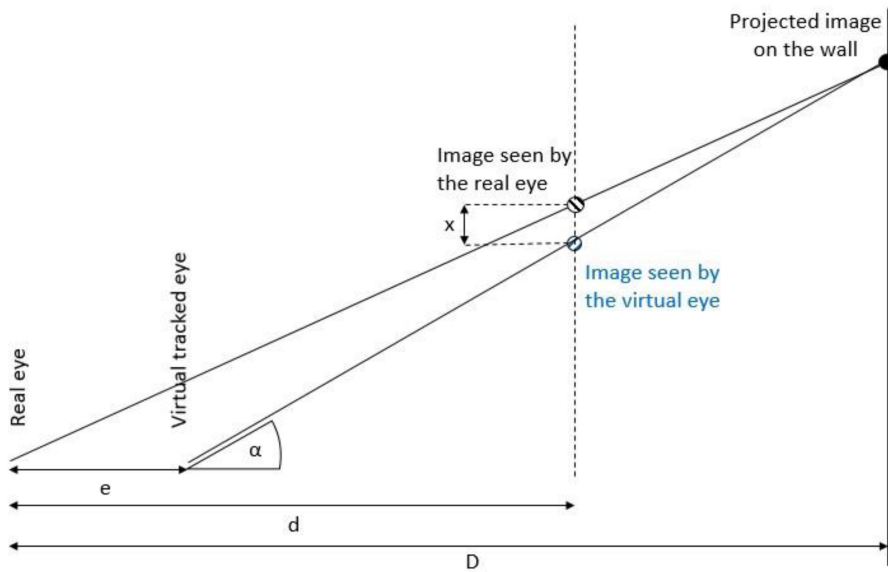 Projected image
on the wall
Image seen by
the real eye
x
Image seen by
the virtual eye
Real eye
Virtual tracked eye
α
e
d
D